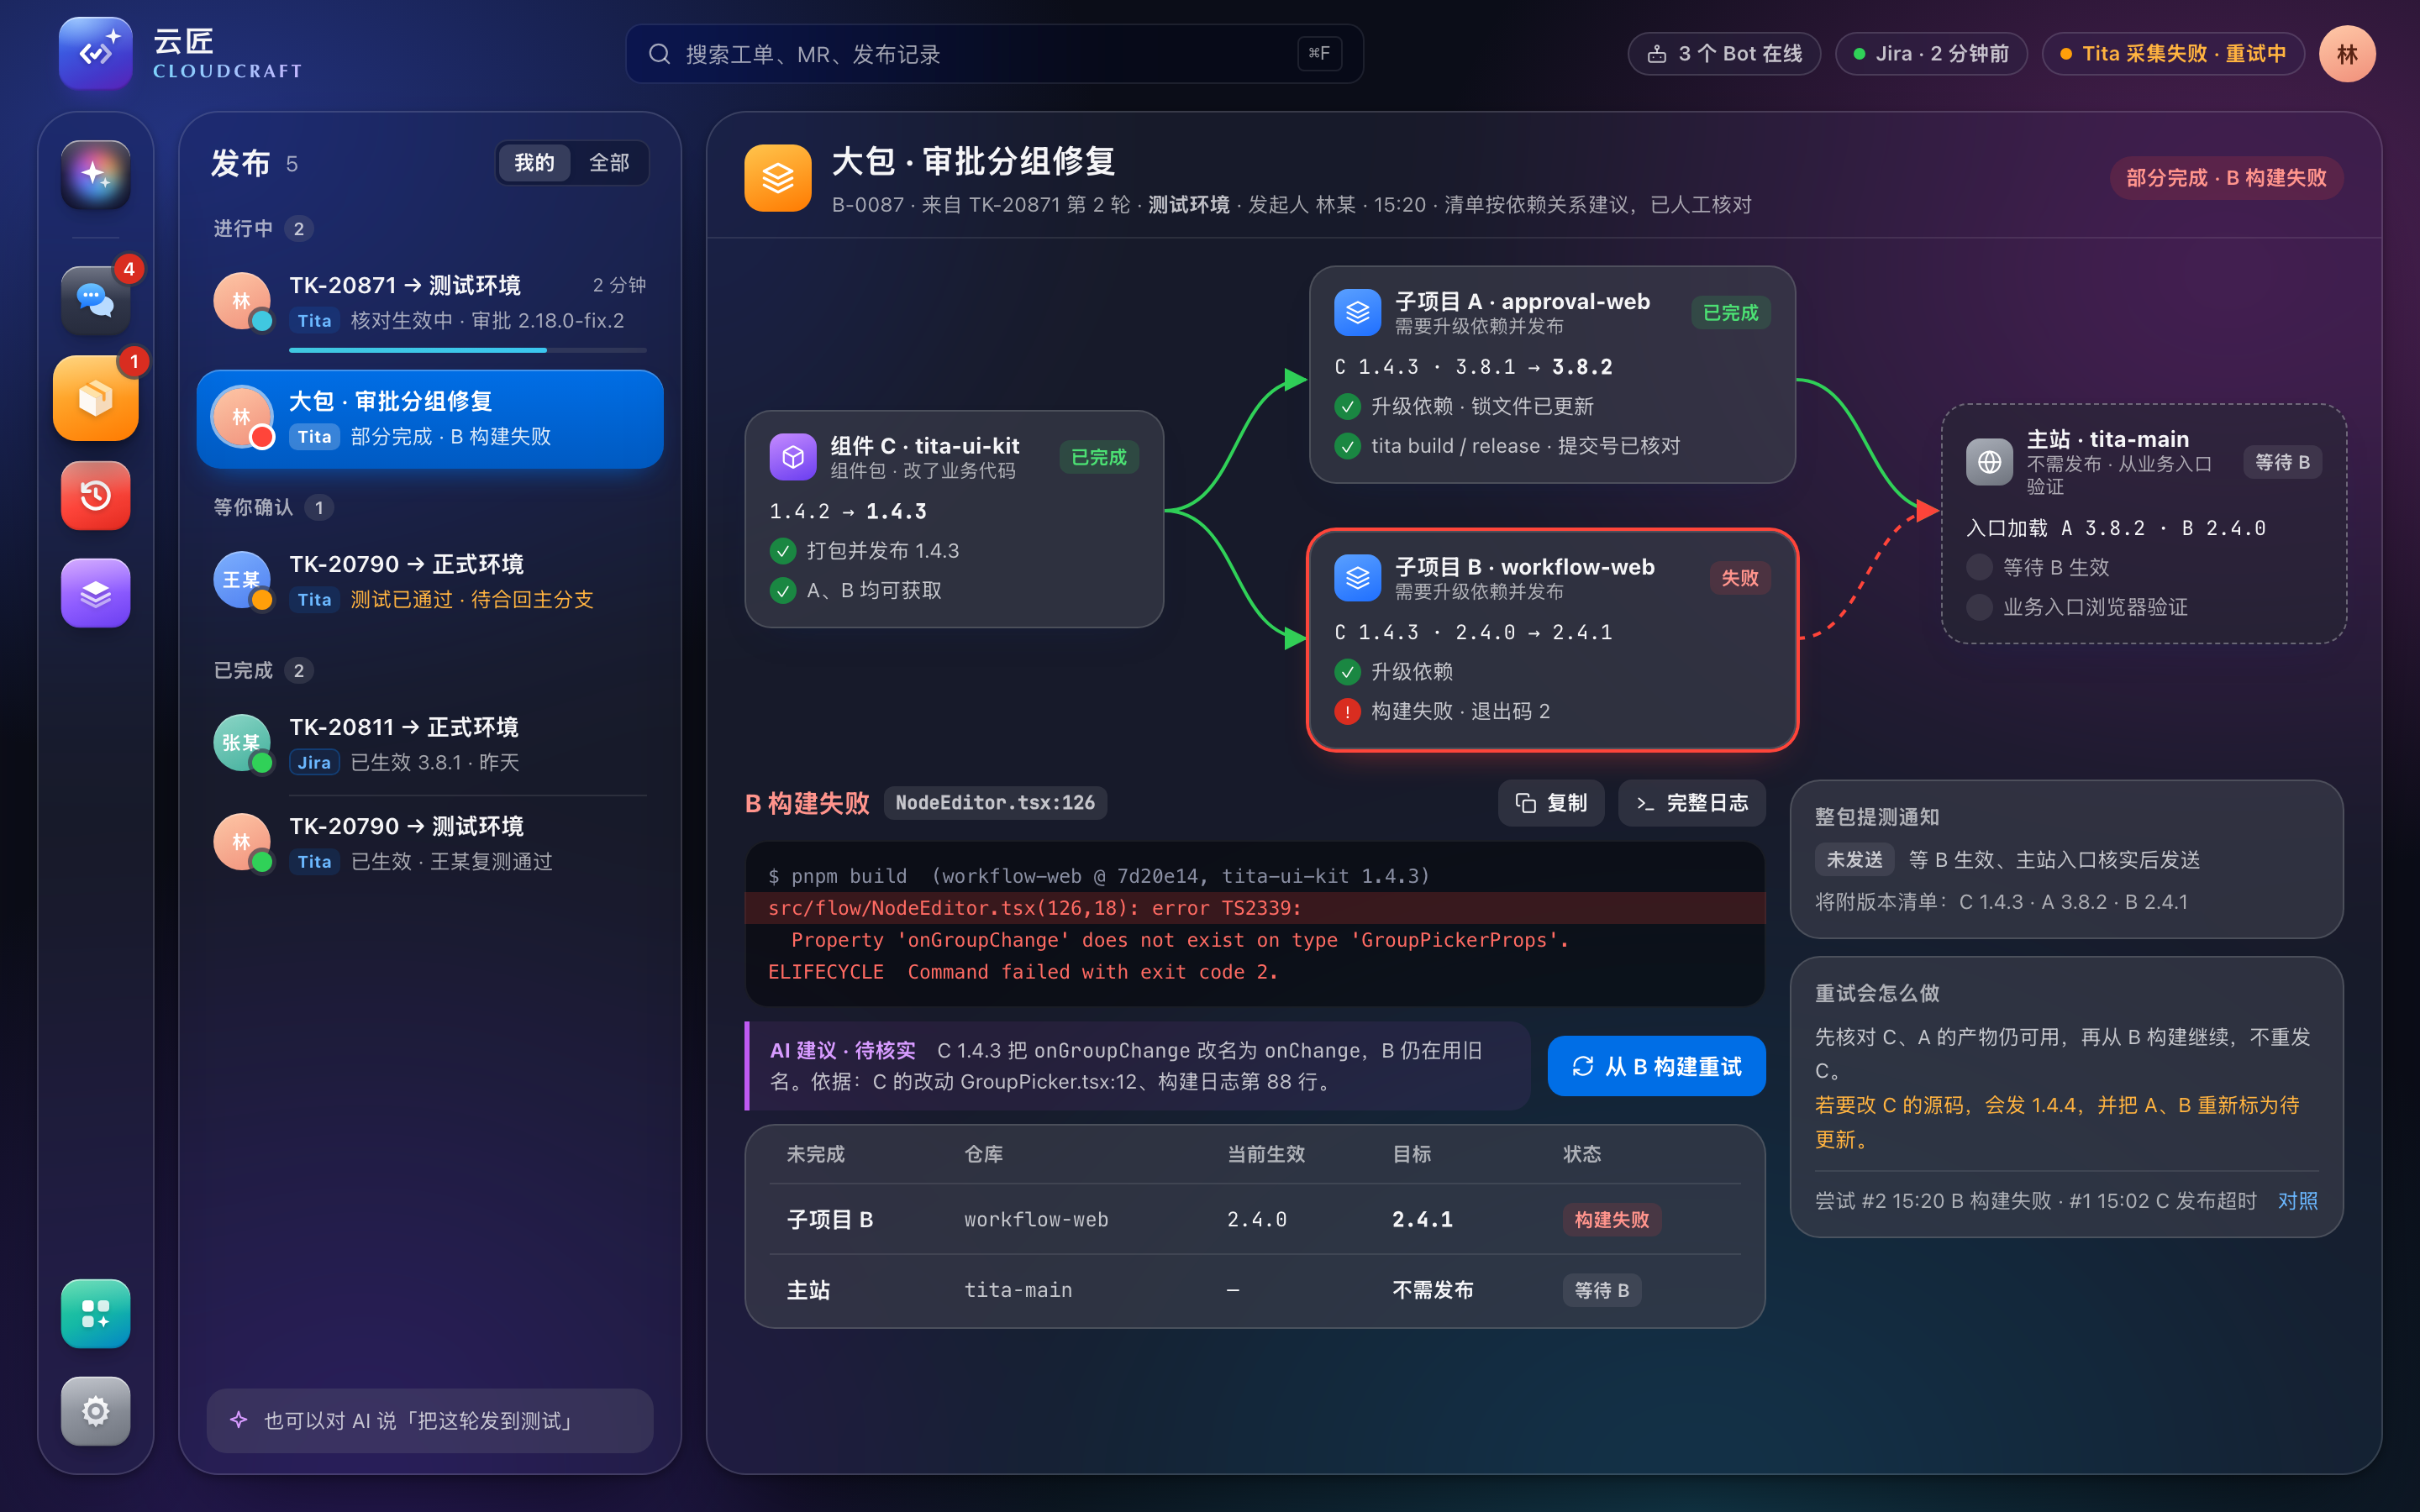 云匠
CLOUDCRAFT
搜索工单、MR、发布记录
⌘F
3 个 Bot 在线
Jira · 2 分钟前
Tita 采集失败 · 重试中
林
4
1
发布 5
我的
全部
进行中 2
林
TK-20871 → 测试环境
2 分钟
Tita 核对生效中 · 审批 2.18.0-fix.2
林
大包 · 审批分组修复
Tita 部分完成 · B 构建失败
等你确认 1
王某
TK-20790 → 正式环境
Tita 测试已通过 · 待合回主分支
已完成 2
张某
TK-20811 → 正式环境
Jira 已生效 3.8.1 · 昨天
林
TK-20790 → 测试环境
Tita 已生效 · 王某复测通过
也可以对 AI 说「把这轮发到测试」
大包 · 审批分组修复
B-0087 · 来自 TK-20871 第 2 轮 · 测试环境 · 发起人 林某 · 15:20 · 清单按依赖关系建议，已人工核对
部分完成 · B 构建失败
组件 C · tita-ui-kit
组件包 · 改了业务代码
已完成
1.4.2 → 1.4.3
打包并发布 1.4.3
A、B 均可获取
子项目 A · approval-web
需要升级依赖并发布
已完成
C 1.4.3 · 3.8.1 → 3.8.2
升级依赖 · 锁文件已更新
tita build / release · 提交号已核对
子项目 B · workflow-web
需要升级依赖并发布
失败
C 1.4.3 · 2.4.0 → 2.4.1
升级依赖
构建失败 · 退出码 2
主站 · tita-main
不需发布 · 从业务入口
验证
等待 B
入口加载 A 3.8.2 · B 2.4.0
等待 B 生效
业务入口浏览器验证
B 构建失败
NodeEditor.tsx:126
复制
完整日志
$ pnpm build  (workflow-web @ 7d20e14, tita-ui-kit 1.4.3)
src/flow/NodeEditor.tsx(126,18): error TS2339:
Property 'onGroupChange' does not exist on type 'GroupPickerProps'.
ELIFECYCLE  Command failed with exit code 2.
AI 建议 · 待核实 C 1.4.3 把 onGroupChange 改名为 onChange，B 仍在用旧
名。依据：C 的改动 GroupPicker.tsx:12、构建日志第 88 行。
从 B 构建重试
未完成 仓库 当前生效 目标 状态
子项目 B workflow-web 2.4.0 2.4.1 构建失败
主站 tita-main — 不需发布 等待 B
整包提测通知
未发送 等 B 生效、主站入口核实后发送
将附版本清单：C 1.4.3 · A 3.8.2 · B 2.4.1
重试会怎么做
先核对 C、A 的产物仍可用，再从 B 构建继续，不重发
C。
若要改 C 的源码，会发 1.4.4，并把 A、B 重新标为待
更新。
尝试 #2 15:20 B 构建失败 · #1 15:02 C 发布超时 对照